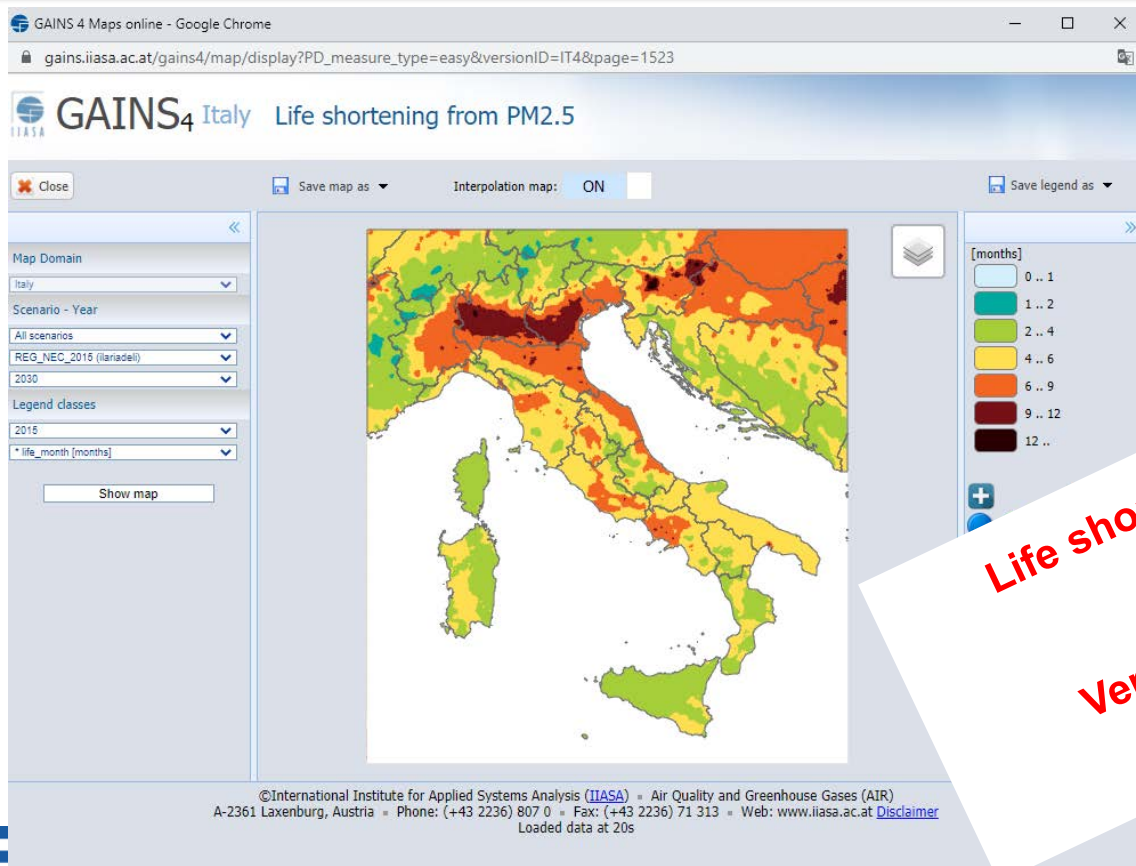 GAINS 4 Maps online - Google Chrome
gains.iiasa.ac.at/gains4/map/display?PD_measure_type=easy&versionID=IT4&page=1523
IIASA
GAINS4 Italy Life shortening from PM2.5
Close
Save map as
Interpolation map: ON
Save legend as
Map Domain
Italy
Scenario - Year
All scenarios
REG_NEC_2015 (ilariadeli)
2030
Legend classes
2015
* life_month [months]
Show map
[months]
0 .. 1
1 .. 2
2 .. 4
4 .. 6
6 .. 9
9 .. 12
12 ..
Life sho
Ver
©International Institute for Applied Systems Analysis (IIASA) ▪ Air Quality and Greenhouse Gases (AIR)
A-2361 Laxenburg, Austria ▪ Phone: (+43 2236) 807 0 ▪ Fax: (+43 2236) 71 313 ▪ Web: www.iiasa.ac.at Disclaimer
Loaded data at 20s